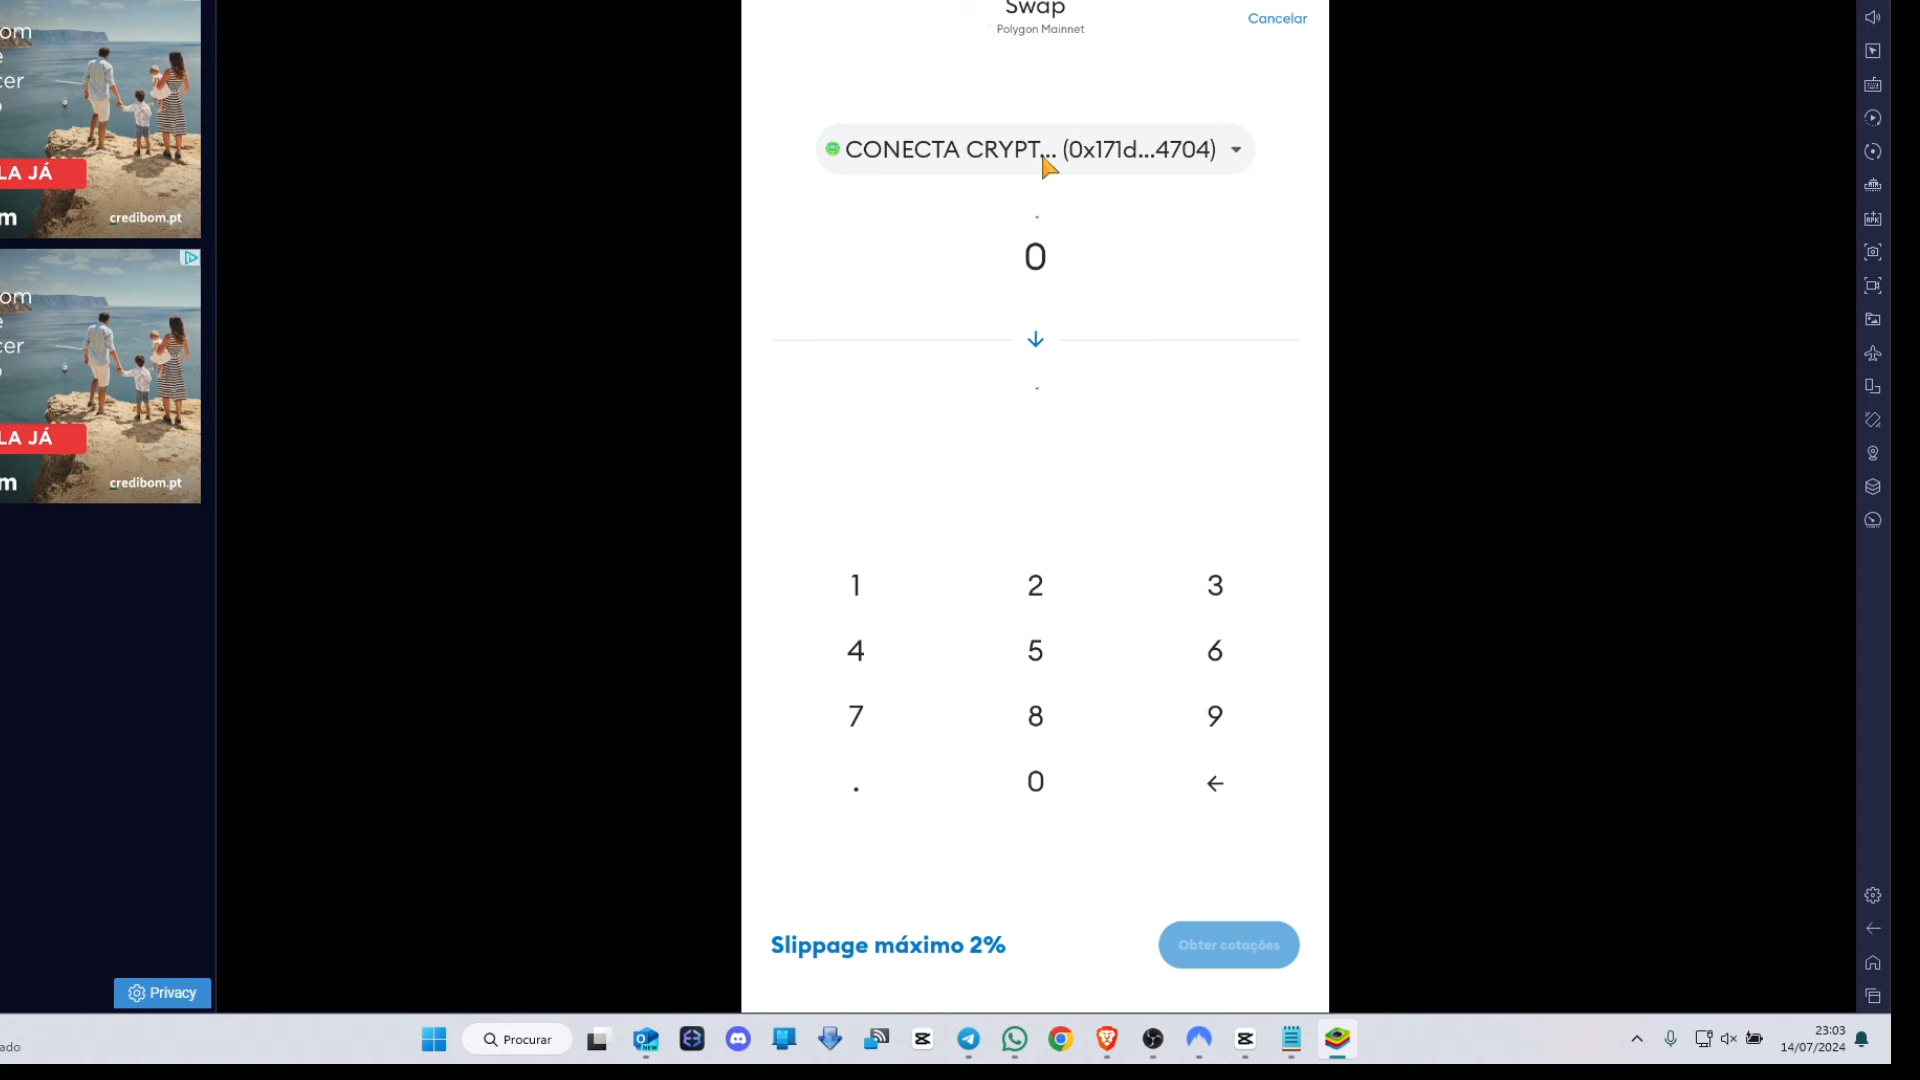 Swap
Polygon Mainnet
Cancelar
CONECTA CRYPT... (0x171d...4704)
0
1 2 3
4 5 6
7 8 9
. 0
Slippage máximo 2%
Obter cotações
om
e
cer
LA JÁ
m
credibom.pt
om
e
cer
LA JÁ
m
credibom.pt
Privacy
ado
Procurar
NEW
23:03
14/07/2024